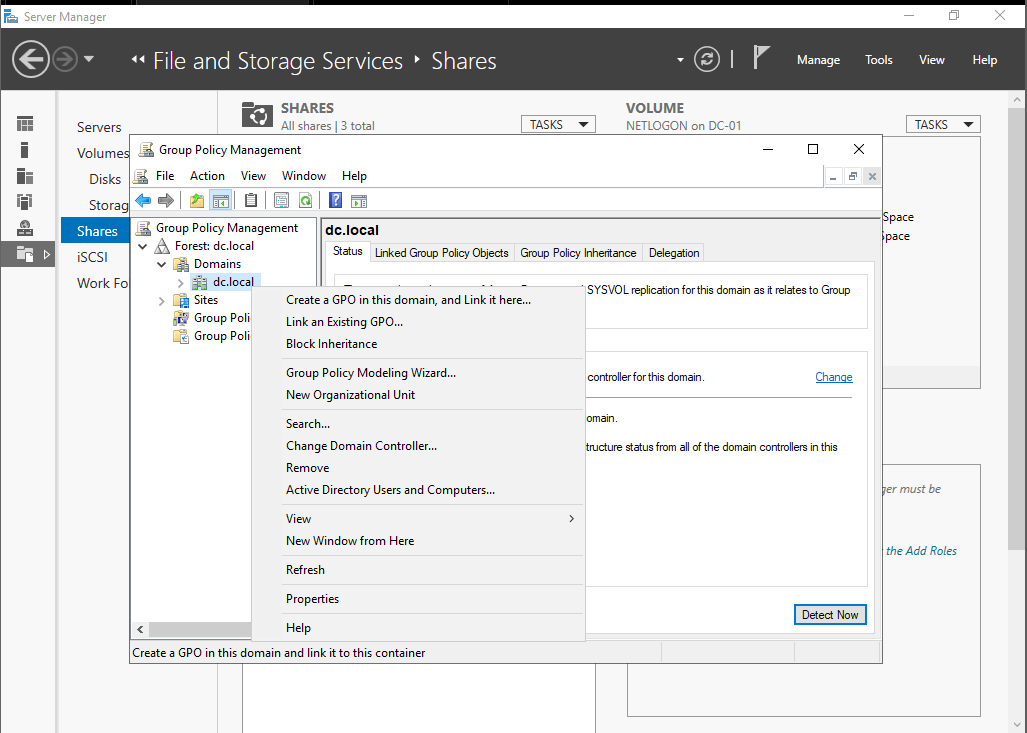 Server Manager
File and Storage Services
Shares
Manage
Tools
View
Help
Servers
Volumes
Disks
Storag
Shares
iSCSI
Work Fo
SHARES
All shares | 3 total
TASKS
VOLUME
NETLOGON on DC-01
TASKS
Space
Space
ger must be
the Add Roles
Group Policy Management
File
Action
View
Window
Help
Group Policy Management
Forest: dc.local
Domains
dc.local
Sites
Group Poli
Group Poli
dc.local
Status
Linked Group Policy Objects
Group Policy Inheritance
Delegation
SYSVOL replication for this domain as it relates to Group
controller for this domain.
Change
omain.
tructure status from all of the domain controllers in this
Detect Now
Create a GPO in this domain, and Link it here...
Link an Existing GPO...
Block Inheritance
Group Policy Modeling Wizard...
New Organizational Unit
Search...
Change Domain Controller...
Remove
Active Directory Users and Computers...
View
New Window from Here
Refresh
Properties
Help
Create a GPO in this domain and link it to this container